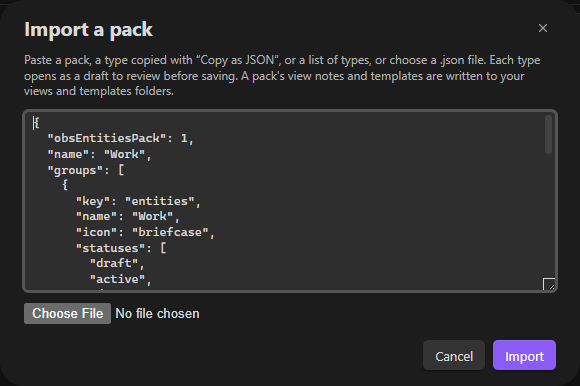 Import a pack
Paste a pack, a type copied with “Copy as JSON”, or a list of types, or choose a .json file. Each type
opens as a draft to review before saving. A pack's view notes and templates are written to your
views and templates folders.
{
"obsEntitiesPack": 1,
"name": "Work",
"groups": [
{
"key": "entities",
"name": "Work",
"icon": "briefcase",
"statuses": [
"draft",
"active",
Choose File No file chosen
Cancel Import